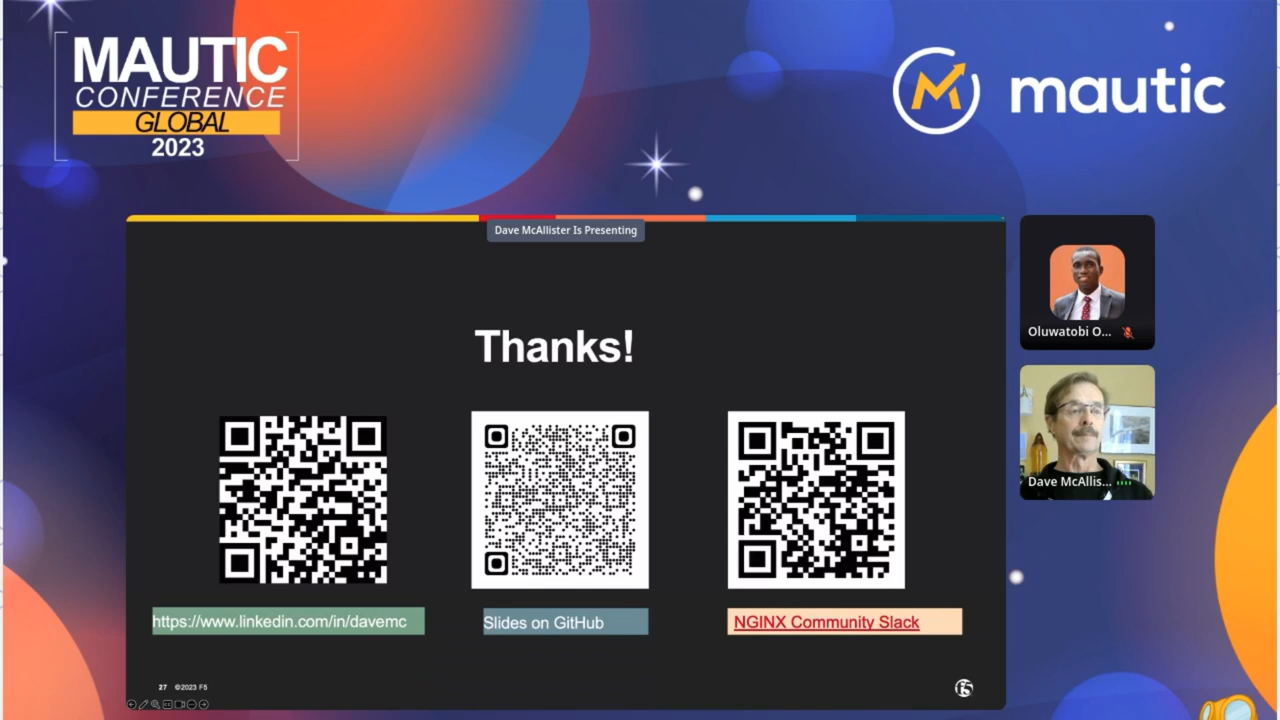 MAUTIC
CONFERENCE
GLOBAL
2023
mautic
Dave McAllister Is Presenting
Thanks!
Oluwatobi O...
Dave McAllis...
https://www.linkedin.com/in/davemc
Slides on GitHub
NGINX Community Slack
27 ©2023 F5
f5